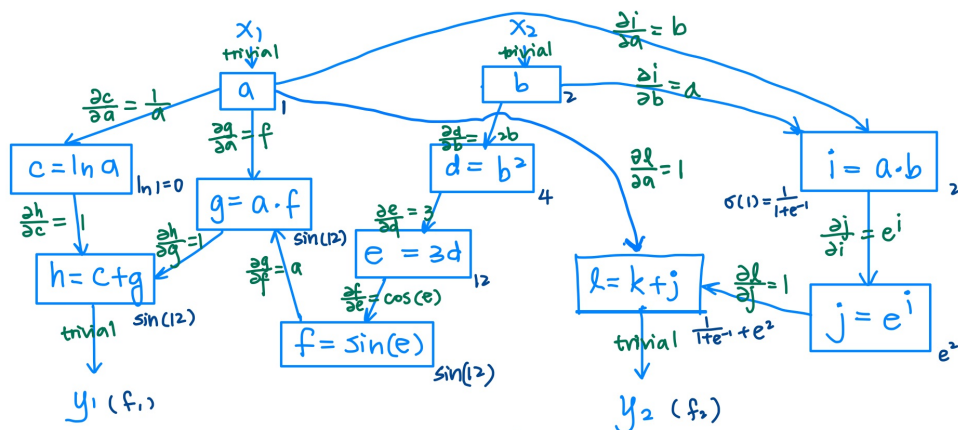 x₁
x₂
trivial
trivial
∂i/∂a = b
a
1
b
2
∂i/∂b = a
∂c/∂a = 1/a
∂g/∂a = f
∂d/∂b = 2b
c = ln a
ln 1 = 0
d = b²
4
∂l/∂a = 1
i = a·b
2
σ(1) = 1/(1+e⁻¹)
g = a·f
sin(12)
∂h/∂c = 1
∂h/∂g = 1
∂e/∂d = 3
∂j/∂i = eⁱ
e = 3d
12
∂g/∂f = a
∂f/∂e = cos(e)
h = c+g
sin(12)
l = k+j
1/(1+e⁻¹) + e²
∂l/∂j = 1
j = eⁱ
e²
f = sin(e)
sin(12)
trivial
trivial
y₁ (f₁)
y₂ (f₂)